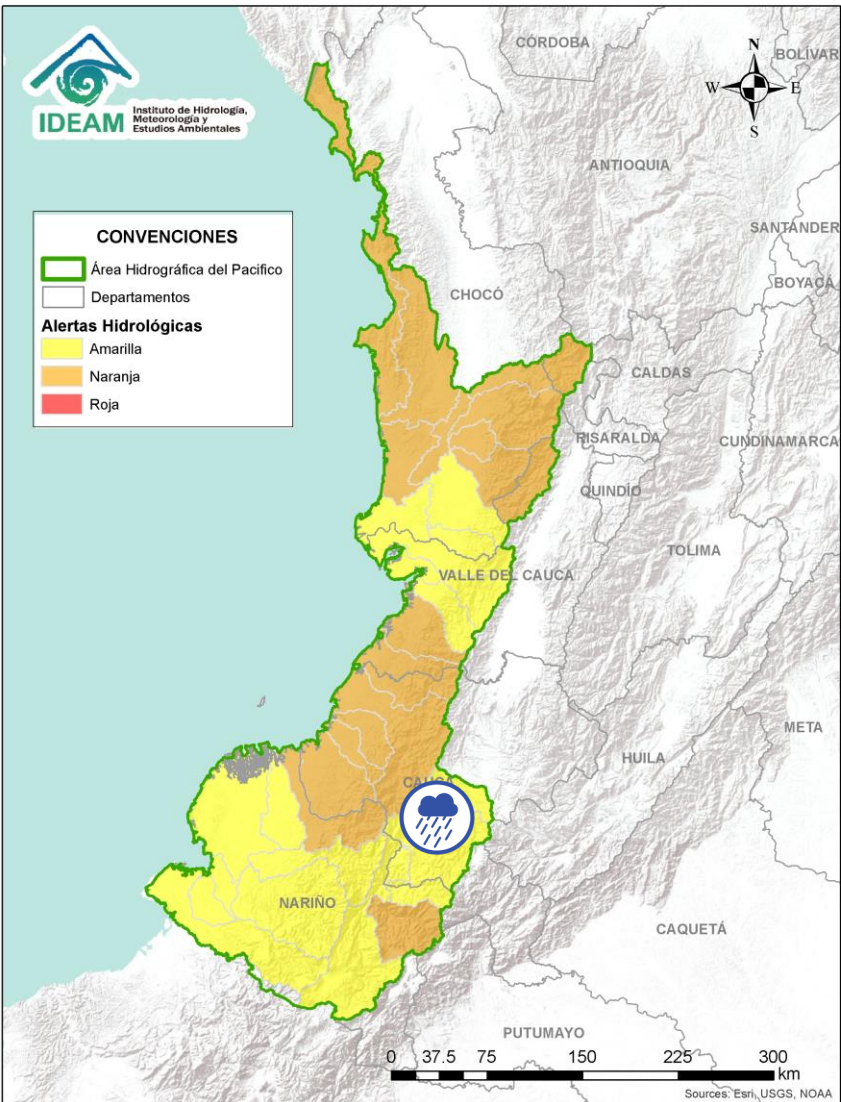 IDEAM
Instituto de Hidrología,
Meteorología y
Estudios Ambientales
N
W
E
S
CÓRDOBA
BOLIVAR
ANTIOQUIA
SANTANDER
BOYACÁ
CHOCÓ
CALDAS
RISARALDA
CUNDINAMARCA
QUINDÍO
TOLIMA
VALLE DEL CAUCA
META
HUILA
CAUCA
NARIÑO
CAQUETÁ
PUTUMAYO
CONVENCIONES
Área Hidrográfica del Pacifico
Departamentos
Alertas Hidrológicas
Amarilla
Naranja
Roja
0 37.5 75 150 225 300
km
Sources: Esri, USGS, NOAA